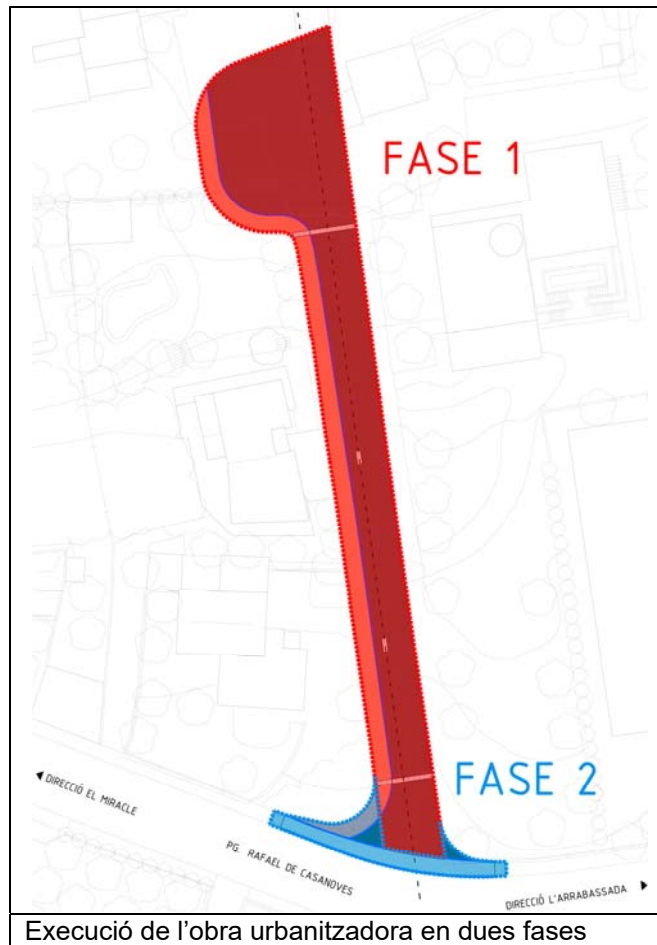 FASE 1
FASE 2
DIRECCIÓ EL MIRACLE
PG. RAFAEL DE CASANOVES
DIRECCIÓ L'ARRABASSADA
Execució de l'obra urbanitzadora en dues fases